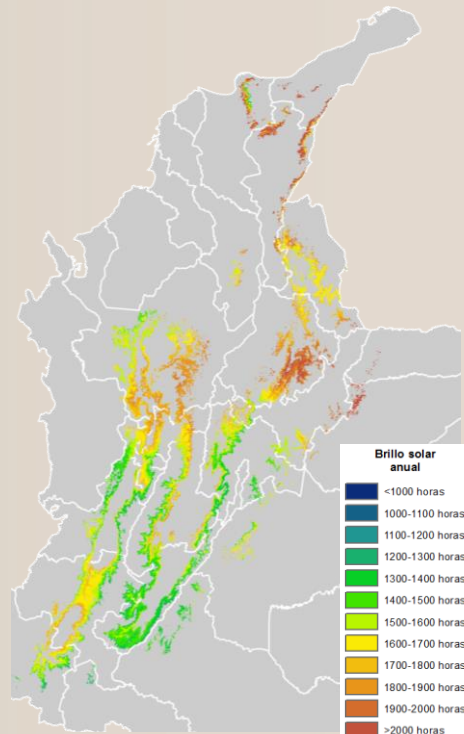 Brillo solar
anual
<1000 horas
1000-1100 horas
1100-1200 horas
1200-1300 horas
1300-1400 horas
1400-1500 horas
1500-1600 horas
1600-1700 horas
1700-1800 horas
1800-1900 horas
1900-2000 horas
>2000 horas